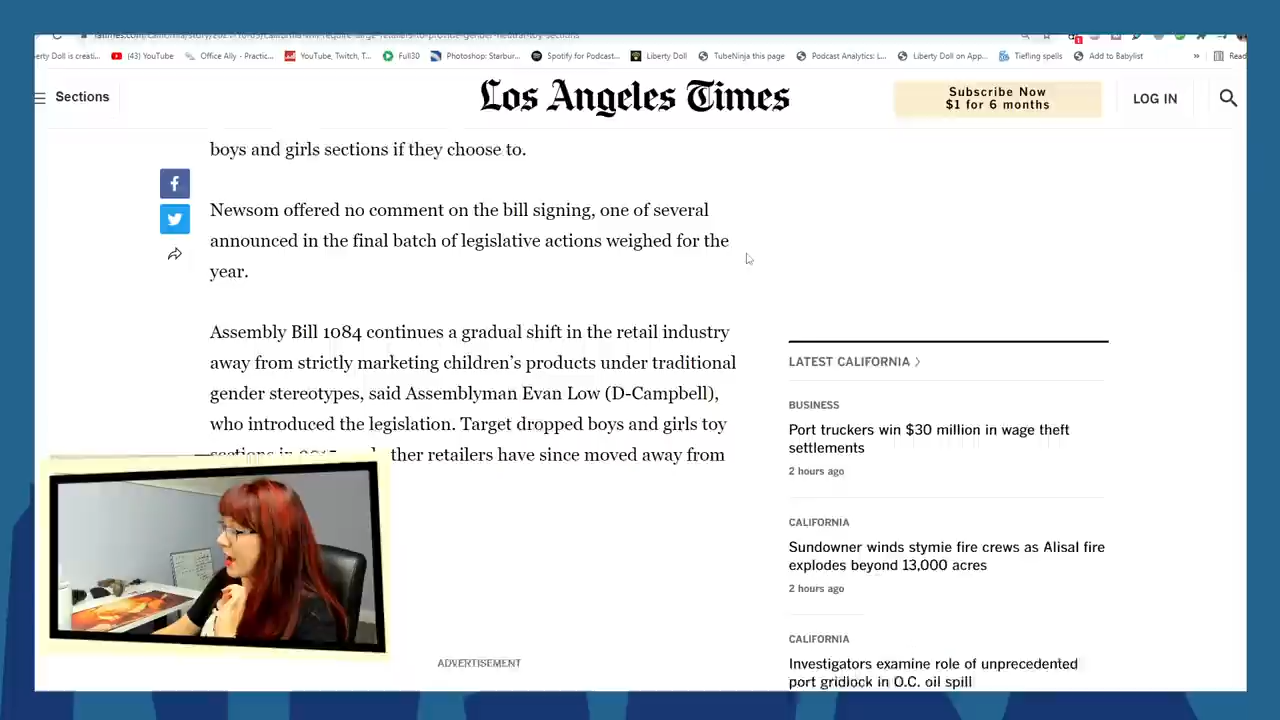 latimes.com/california/story/2021-10-09/california-will-require-large-retailers-to-provide-gender-neutral-toy-sections
erty Doll is creati...
(43) YouTube
Office Ally - Practic...
YouTube, Twitch, T...
Full30
Photoshop: Starbur...
Spotify for Podcast...
Liberty Doll
TubeNinja this page
Podcast Analytics: L...
Liberty Doll on App...
Tiefling spells
Add to Babylist
»
Read
Sections
Los Angeles Times
Subscribe Now
$1 for 6 months
LOG IN
boys and girls sections if they choose to.
Newsom offered no comment on the bill signing, one of several
announced in the final batch of legislative actions weighed for the
year.
Assembly Bill 1084 continues a gradual shift in the retail industry
away from strictly marketing children's products under traditional
gender stereotypes, said Assemblyman Evan Low (D-Campbell),
who introduced the legislation. Target dropped boys and girls toy
ther retailers have since moved away from
ADVERTISEMENT
LATEST CALIFORNIA >
BUSINESS
Port truckers win $30 million in wage theft
settlements
2 hours ago
CALIFORNIA
Sundowner winds stymie fire crews as Alisal fire
explodes beyond 13,000 acres
2 hours ago
CALIFORNIA
Investigators examine role of unprecedented
port gridlock in O.C. oil spill